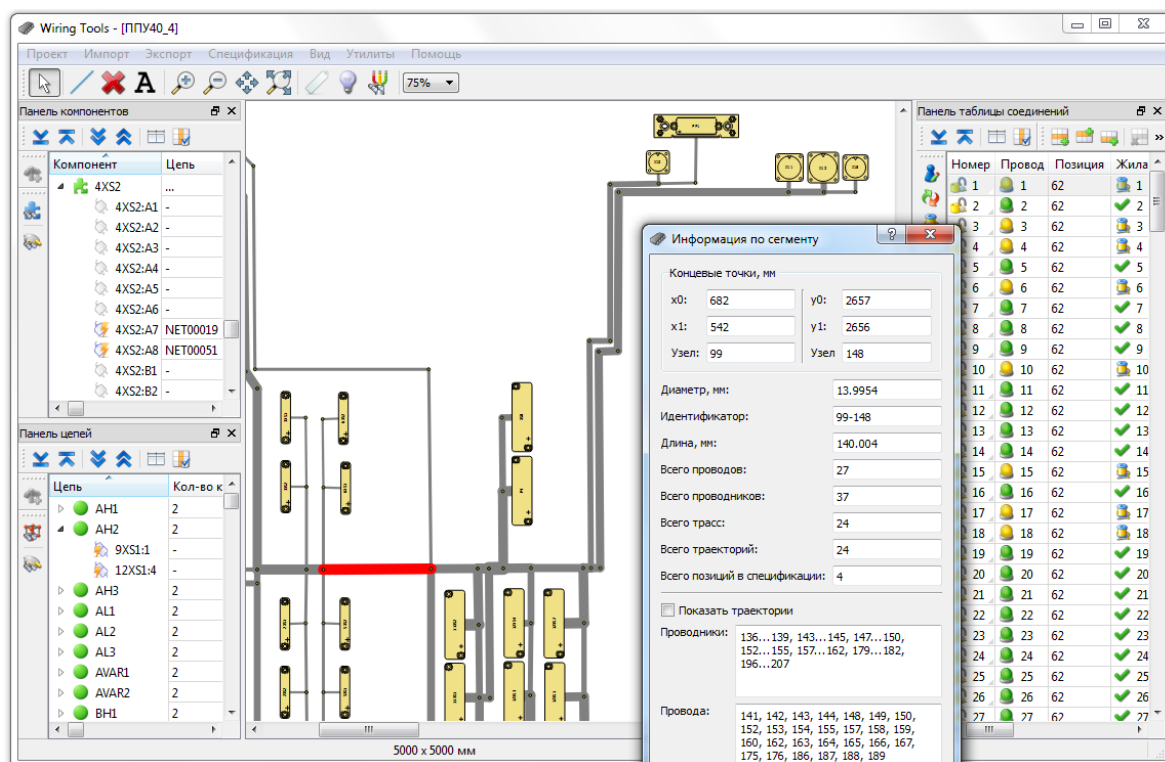 Wiring Tools - [ППУ40_4]
Проект Импорт Экспорт Спецификация Вид Утилиты Помощь
A 75%
Панель компонентов
Компонент Цепь
4XS2 ...
4XS2:A1 -
4XS2:A2 -
4XS2:A3 -
4XS2:A4 -
4XS2:A5 -
4XS2:A6 -
4XS2:A7 NET00019
4XS2:A8 NET00051
4XS2:B1 -
4XS2:B2 -
Панель цепей
Цепь Кол-во к
AH1 2
AH2 2
9XS1:1 -
12XS1:4 -
AH3 2
AL1 2
AL2 2
AL3 2
AVAR1 2
AVAR2 2
BH1 2
5000 x 5000 мм
Информация по сегменту
Концевые точки, мм
x0: 682 y0: 2657
x1: 542 y1: 2656
Узел: 99 Узел 148
Диаметр, мм: 13.9954
Идентификатор: 99-148
Длина, мм: 140.004
Всего проводов: 27
Всего проводников: 37
Всего трасс: 24
Всего траекторий: 24
Всего позиций в спецификации: 4
Показать траектории
Проводники: 136...139, 143...145, 147...150,
152...155, 157...162, 179...182,
196...207
Провода: 141, 142, 143, 144, 148, 149, 150,
152, 153, 154, 155, 157, 158, 159,
160, 162, 163, 164, 165, 166, 167,
175, 176, 186, 187, 188, 189
Панель таблицы соединений
»
Номер Провод Позиция Жила
1 1 62 1
2 2 62 2
3 3 62 3
4 4 62 4
5 5 62 5
6 6 62 6
7 7 62 7
8 8 62 8
9 9 62 9
10 10 62 10
11 11 62 11
12 12 62 12
13 13 62 13
14 14 62 14
15 15 62 15
16 16 62 16
17 17 62 17
18 18 62 18
19 19 62 19
20 20 62 20
21 21 62 21
22 22 62 22
23 23 62 23
24 24 62 24
25 25 62 25
26 26 62 26
27 27 62 27